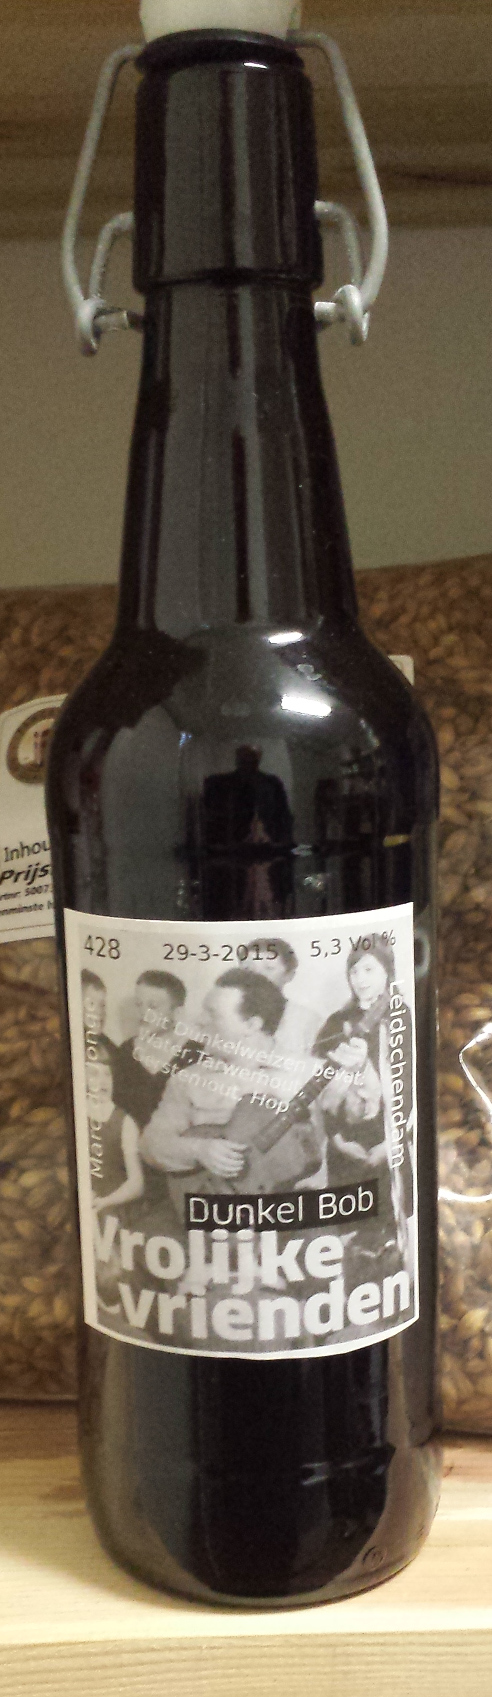 428 29-3-2015 - 5,3 Vol %
Dit Dunkelweizen bevat:
Water, Tarwemout,
Gerstemout, Hop
Marc de Jonge
Leidschendam
Dunkel Bob
Vrolijke
vrienden
Inhou
Prijs